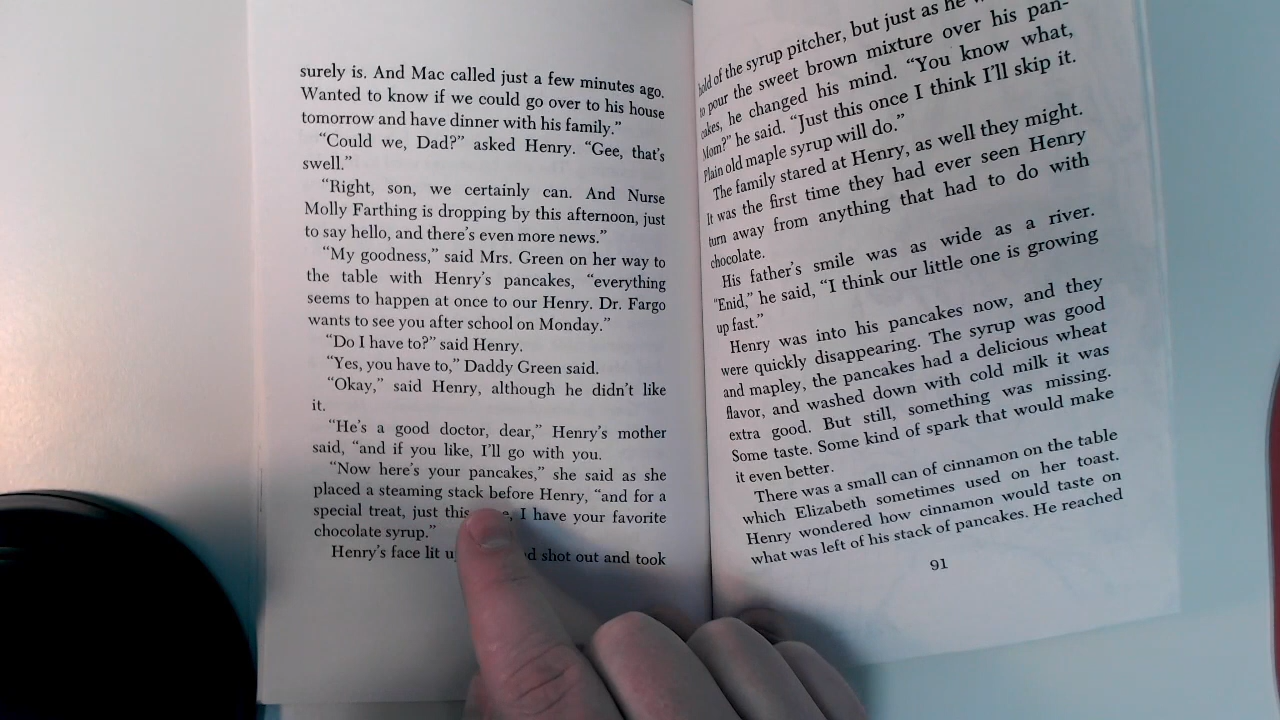 surely is. And Mac called just a few minutes ago.
Wanted to know if we could go over to his house
tomorrow and have dinner with his family.”
“Could we, Dad?” asked Henry. “Gee, that’s
swell.”
“Right, son, we certainly can. And Nurse
Molly Farthing is dropping by this afternoon, just
to say hello, and there’s even more news.”
“My goodness,” said Mrs. Green on her way to
the table with Henry’s pancakes, “everything
seems to happen at once to our Henry. Dr. Fargo
wants to see you after school on Monday.”
“Do I have to?” said Henry.
“Yes, you have to,” Daddy Green said.
“Okay,” said Henry, although he didn’t like
it.
“He’s a good doctor, dear,” Henry’s mother
said, “and if you like, I’ll go with you.
“Now here’s your pancakes,” she said as she
placed a steaming stack before Henry, “and for a
special treat, just this I have your favorite
chocolate syrup.”
Henry’s face lit shot out and took
hold of the syrup pitcher, but just as he
to pour the sweet brown mixture over his pan-
cakes, he changed his mind. “You know what,
Mom?” he said. “Just this once I think I’ll skip it.
Plain old maple syrup will do.”
The family stared at Henry, as well they might.
It was the first time they had ever seen Henry
turn away from anything that had to do with
chocolate.
His father’s smile was as wide as a river.
“Enid,” he said, “I think our little one is growing
up fast.”
Henry was into his pancakes now, and they
were quickly disappearing. The syrup was good
and mapley, the pancakes had a delicious wheat
flavor, and washed down with cold milk it was
extra good. But still, something was missing.
Some taste. Some kind of spark that would make
it even better.
There was a small can of cinnamon on the table
which Elizabeth sometimes used on her toast.
Henry wondered how cinnamon would taste on
what was left of his stack of pancakes. He reached
91